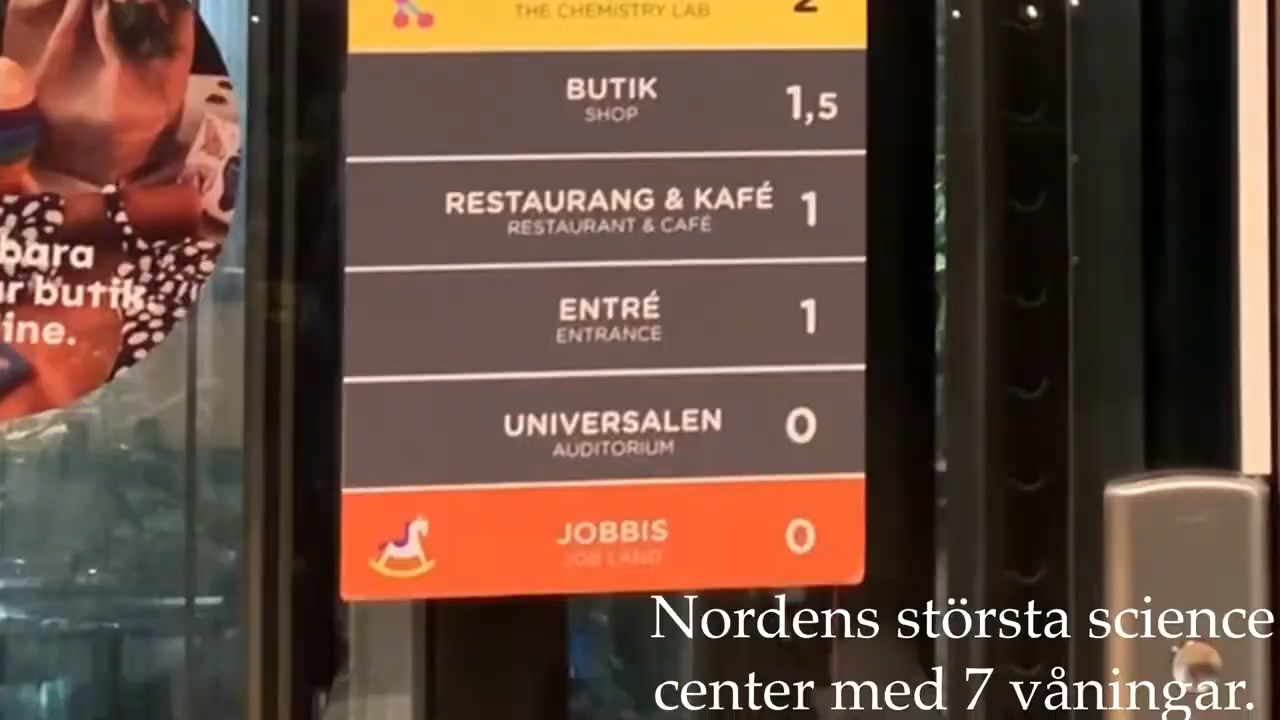 THE CHEMISTRY LAB
2
BUTIK
SHOP
1,5
RESTAURANG & KAFÉ
RESTAURANT & CAFÉ
1
ENTRÉ
ENTRANCE
1
UNIVERSALEN
AUDITORIUM
0
JOBBIS
JOB LAND
0
bara
butik.
ine.
Nordens största science
center med 7 våningar.